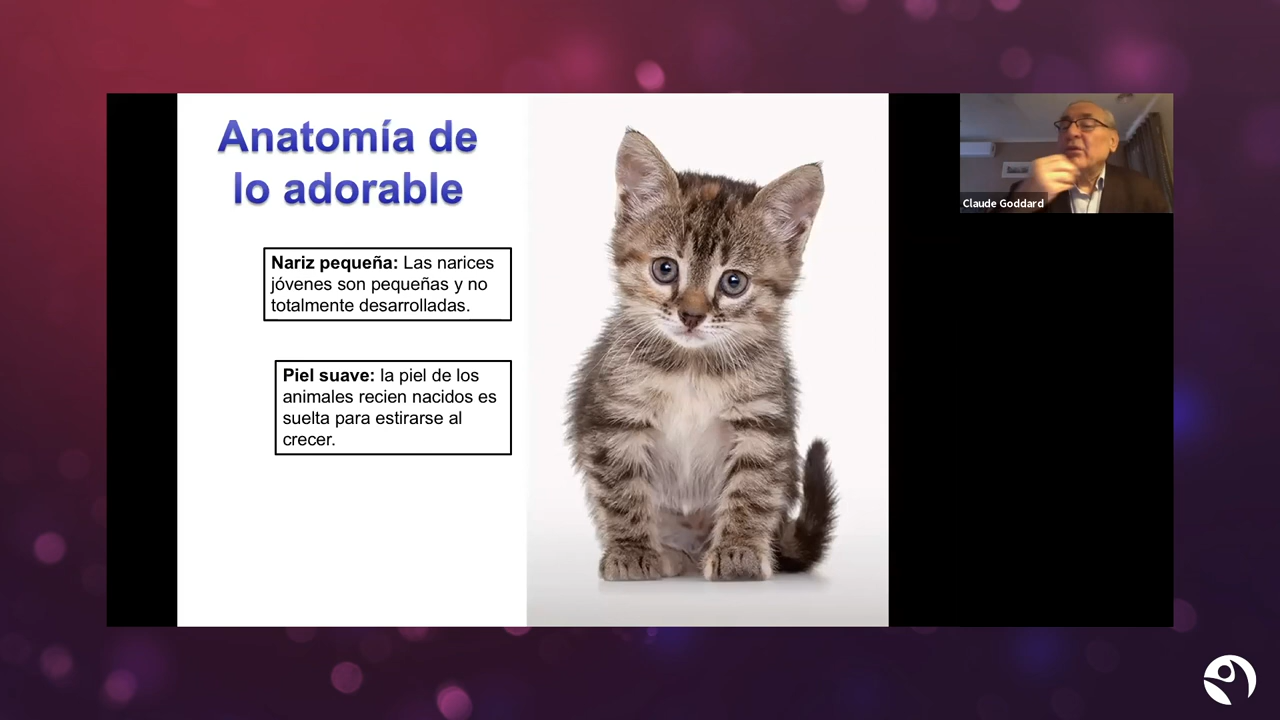 Anatomía de
lo adorable
Nariz pequeña: Las narices
jóvenes son pequeñas y no
totalmente desarrolladas.
Piel suave: la piel de los
animales recien nacidos es
suelta para estirarse al
crecer.
Claude Goddard